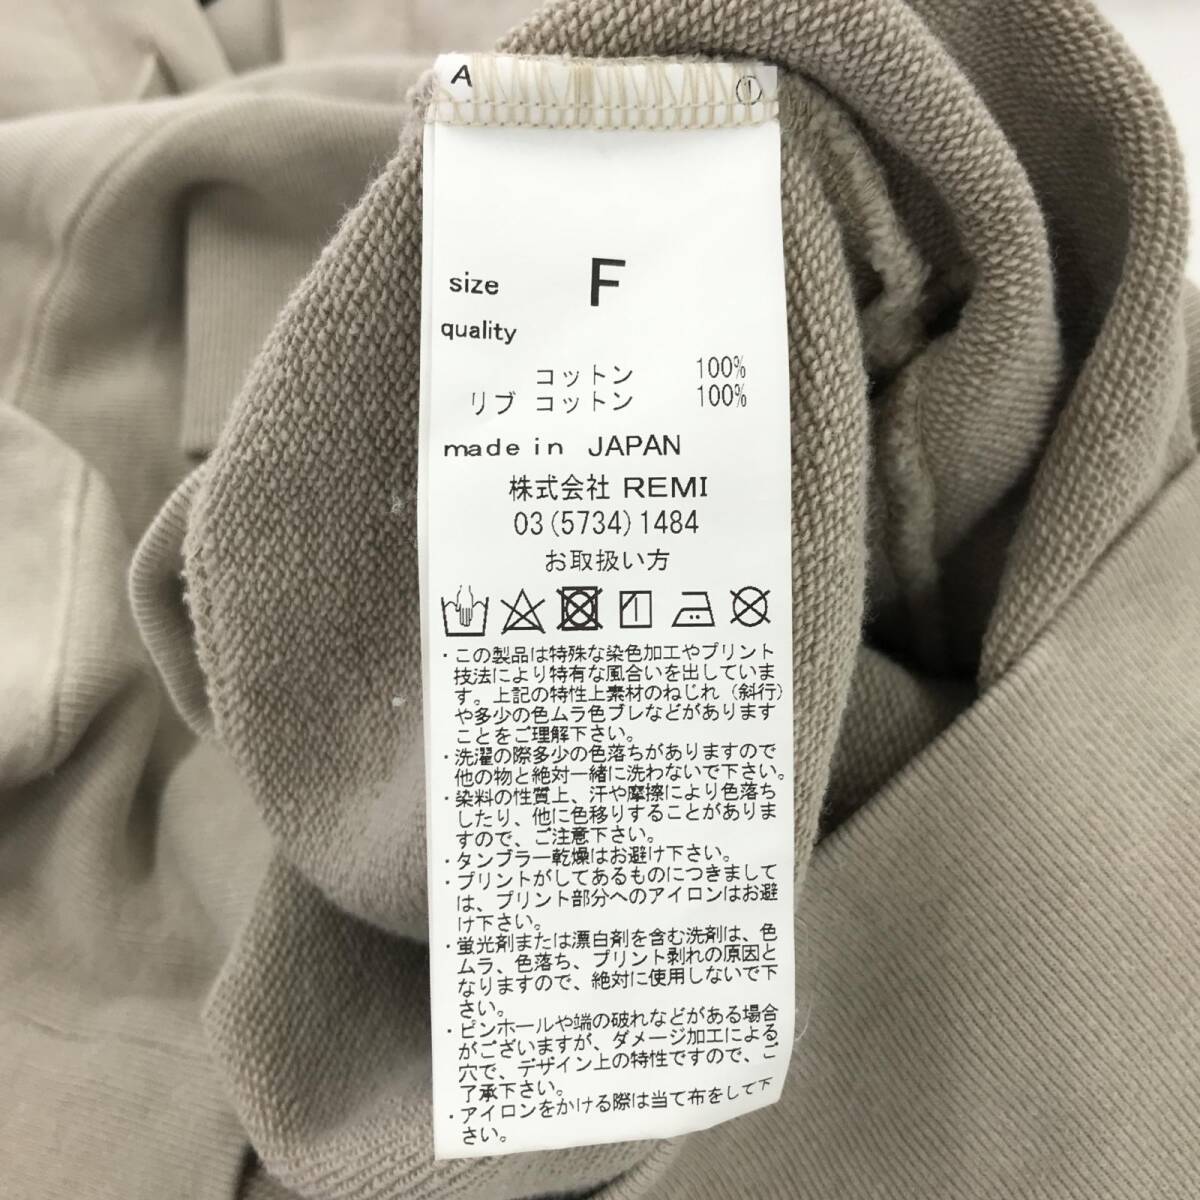 A ①
size F
quality
コットン 100%
リブ コットン 100%
made in JAPAN
株式会社 REMI
03(5734)1484
お取扱い方
・この製品は特殊な染色加工やプリント
技法により特有な風合いを出していま
す。上記の特性上素材のねじれ(斜行)
や多少の色ムラ色ブレなどがあります
ことをご理解下さい。
・洗濯の際多少の色落ちがありますので
他の物と絶対一緒に洗わないで下さい。
・染料の性質上、汗や摩擦により色落ち
したり、他に色移りすることがありま
すので、ご注意下さい。
・タンブラー乾燥はお避け下さい。
・プリントがしてあるものにつきまして
は、プリント部分へのアイロンはお避
け下さい。
・蛍光剤または漂白剤を含む洗剤は、色
ムラ、色落ち、プリント剥れの原因と
なりますので、絶対に使用しないで下
さい。
・ピンホールや端の破れなどがある場合
がございますが、ダメージ加工による
穴で、デザイン上の特性ですので、ご
了承下さい。
・アイロンをかける際は当て布をして下
さい。